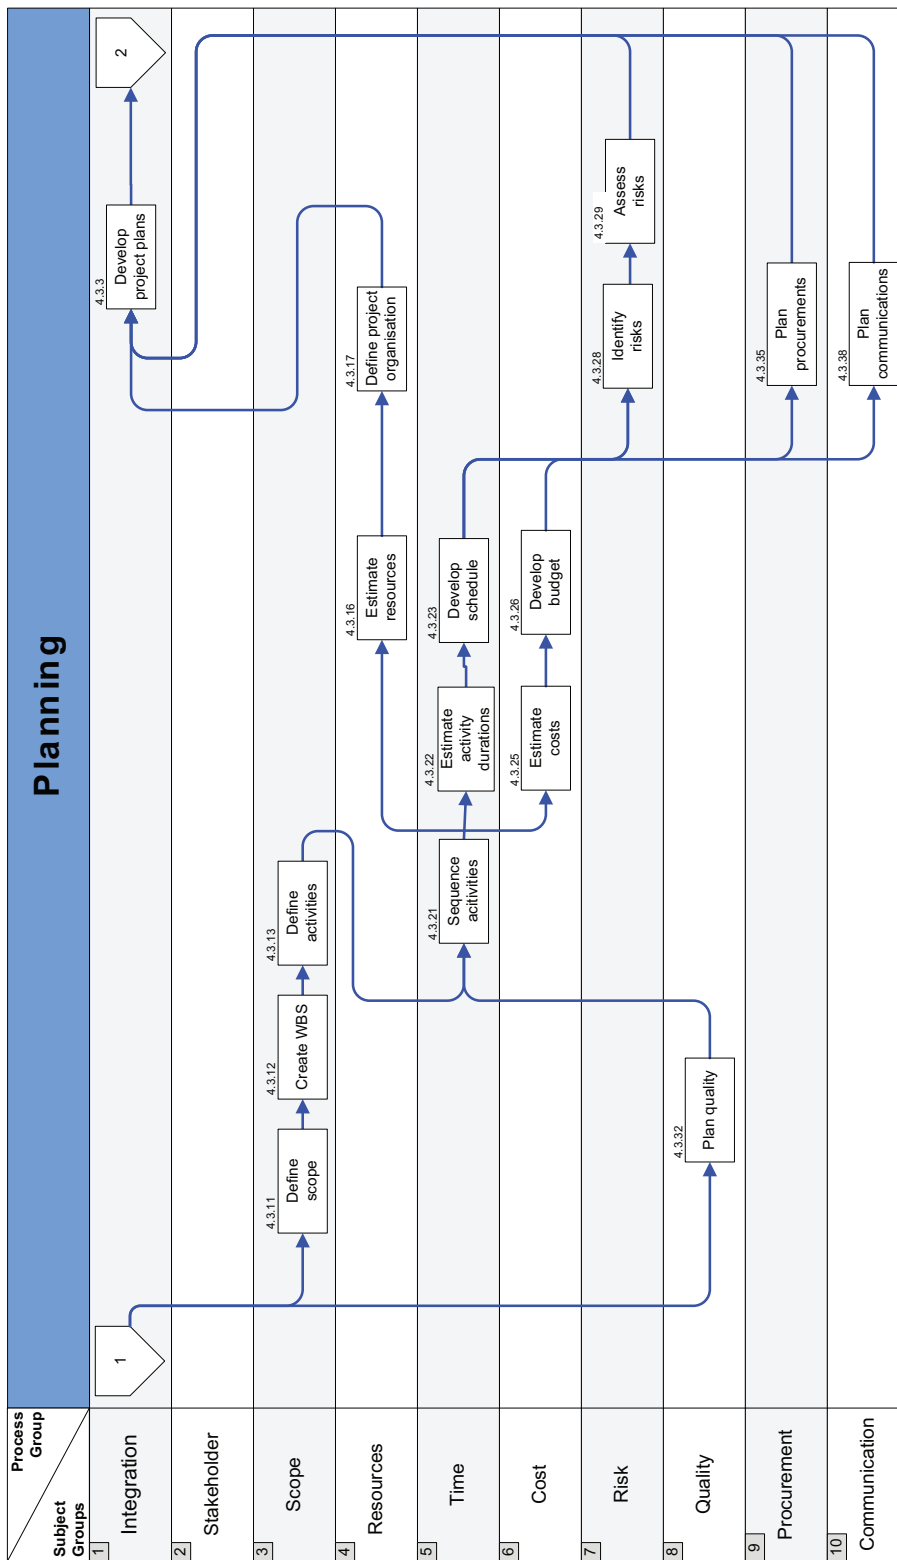 Planning
Process
Group
Subject
Groups
1
Integration
1
4.3.3
Develop
project plans
2
2
Stakeholder
3
Scope
4.3.11
Define
scope
4.3.12
Create WBS
4.3.13
Define
activities
4
Resources
4.3.16
Estimate
resources
4.3.17
Define project
organisation
5
Time
4.3.21
Sequence
acitivities
4.3.22
Estimate
activity
durations
4.3.23
Develop
schedule
6
Cost
4.3.25
Estimate
costs
4.3.26
Develop
budget
7
Risk
4.3.28
Identify
risks
4.3.29
Assess
risks
8
Quality
4.3.32
Plan quality
9
Procurement
4.3.35
Plan
procurements
10
Communication
4.3.38
Plan
communications